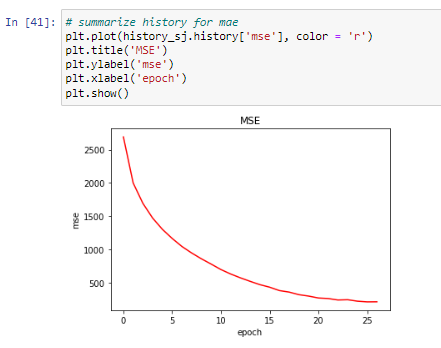 In [41]: # summarize history for mae
plt.plot(history_sj.history['mse'], color = 'r')
plt.title('MSE')
plt.ylabel('mse')
plt.xlabel('epoch')
plt.show()
MSE
2500
2000
1500
1000
500
mse
0 5 10 15 20 25
epoch